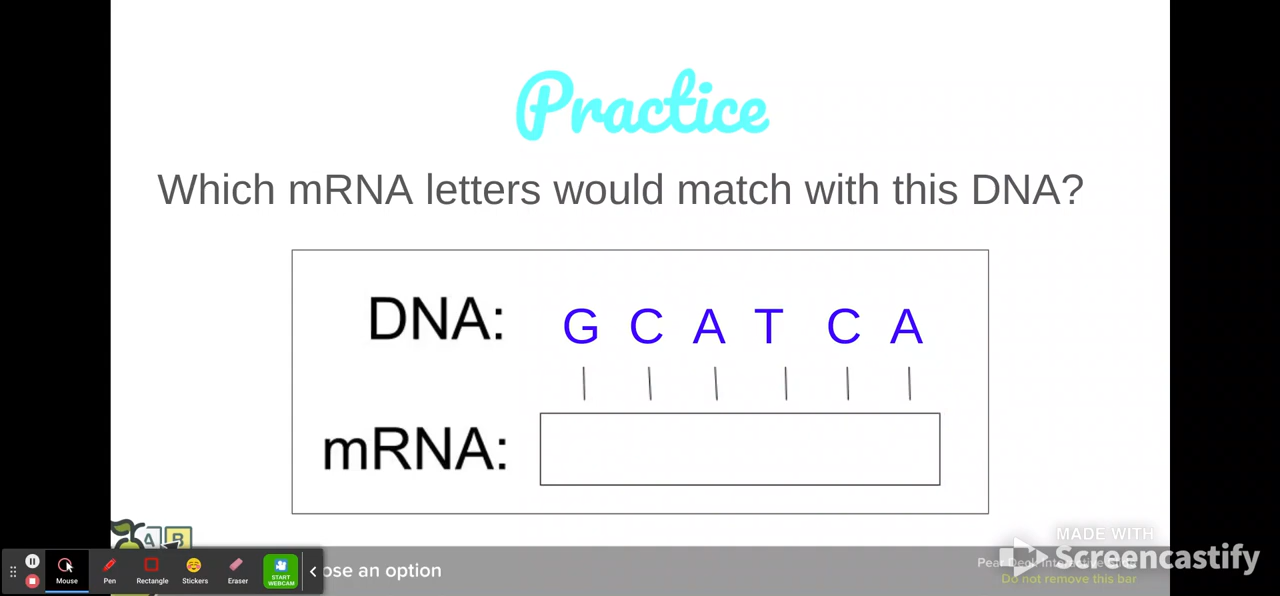 Practice
Which mRNA letters would match with this DNA?
DNA: G C A T C A
mRNA:
A B
MADE WITH
Screencastify
Do not remove this bar
ose an option
Mouse Pen Rectangle Stickers Eraser START WEBCAM